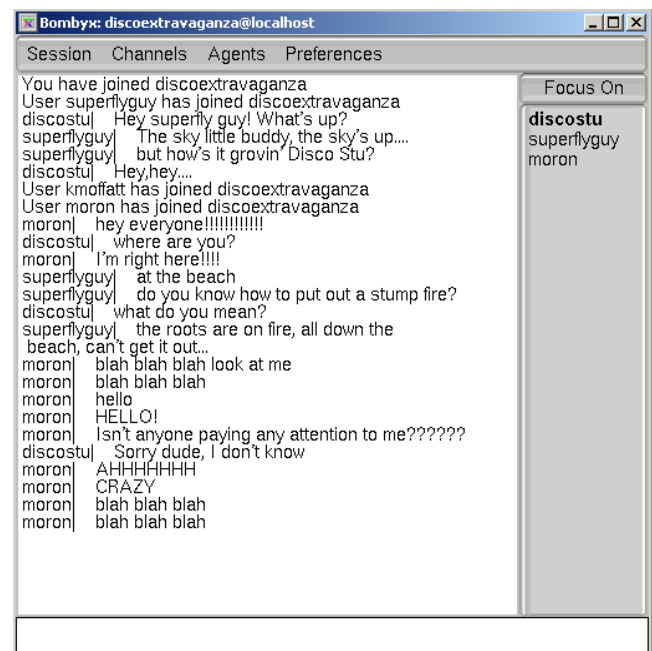 Bombyx: discoextravaganza@localhost
Session Channels Agents Preferences
You have joined discoextravaganza
User superflyguy has joined discoextravaganza
discostu| Hey superfly guy! What's up?
superflyguy| The sky little buddy, the sky's up....
superflyguy| but how's it grovin' Disco Stu?
discostu| Hey,hey....
User kmoffatt has joined discoextravaganza
User moron has joined discoextravaganza
moron| hey everyone!!!!!!!!!!!!
discostu| where are you?
moron| I'm right here!!!!
superflyguy| at the beach
superflyguy| do you know how to put out a stump fire?
discostu| what do you mean?
superflyguy| the roots are on fire, all down the
beach, can't get it out...
moron| blah blah blah look at me
moron| blah blah blah
moron| hello
moron| HELLO!
moron| Isn't anyone paying any attention to me??????
discostu| Sorry dude, I don't know
moron| AHHHHHHH
moron| CRAZY
moron| blah blah blah
moron| blah blah blah
Focus On
discostu
superflyguy
moron